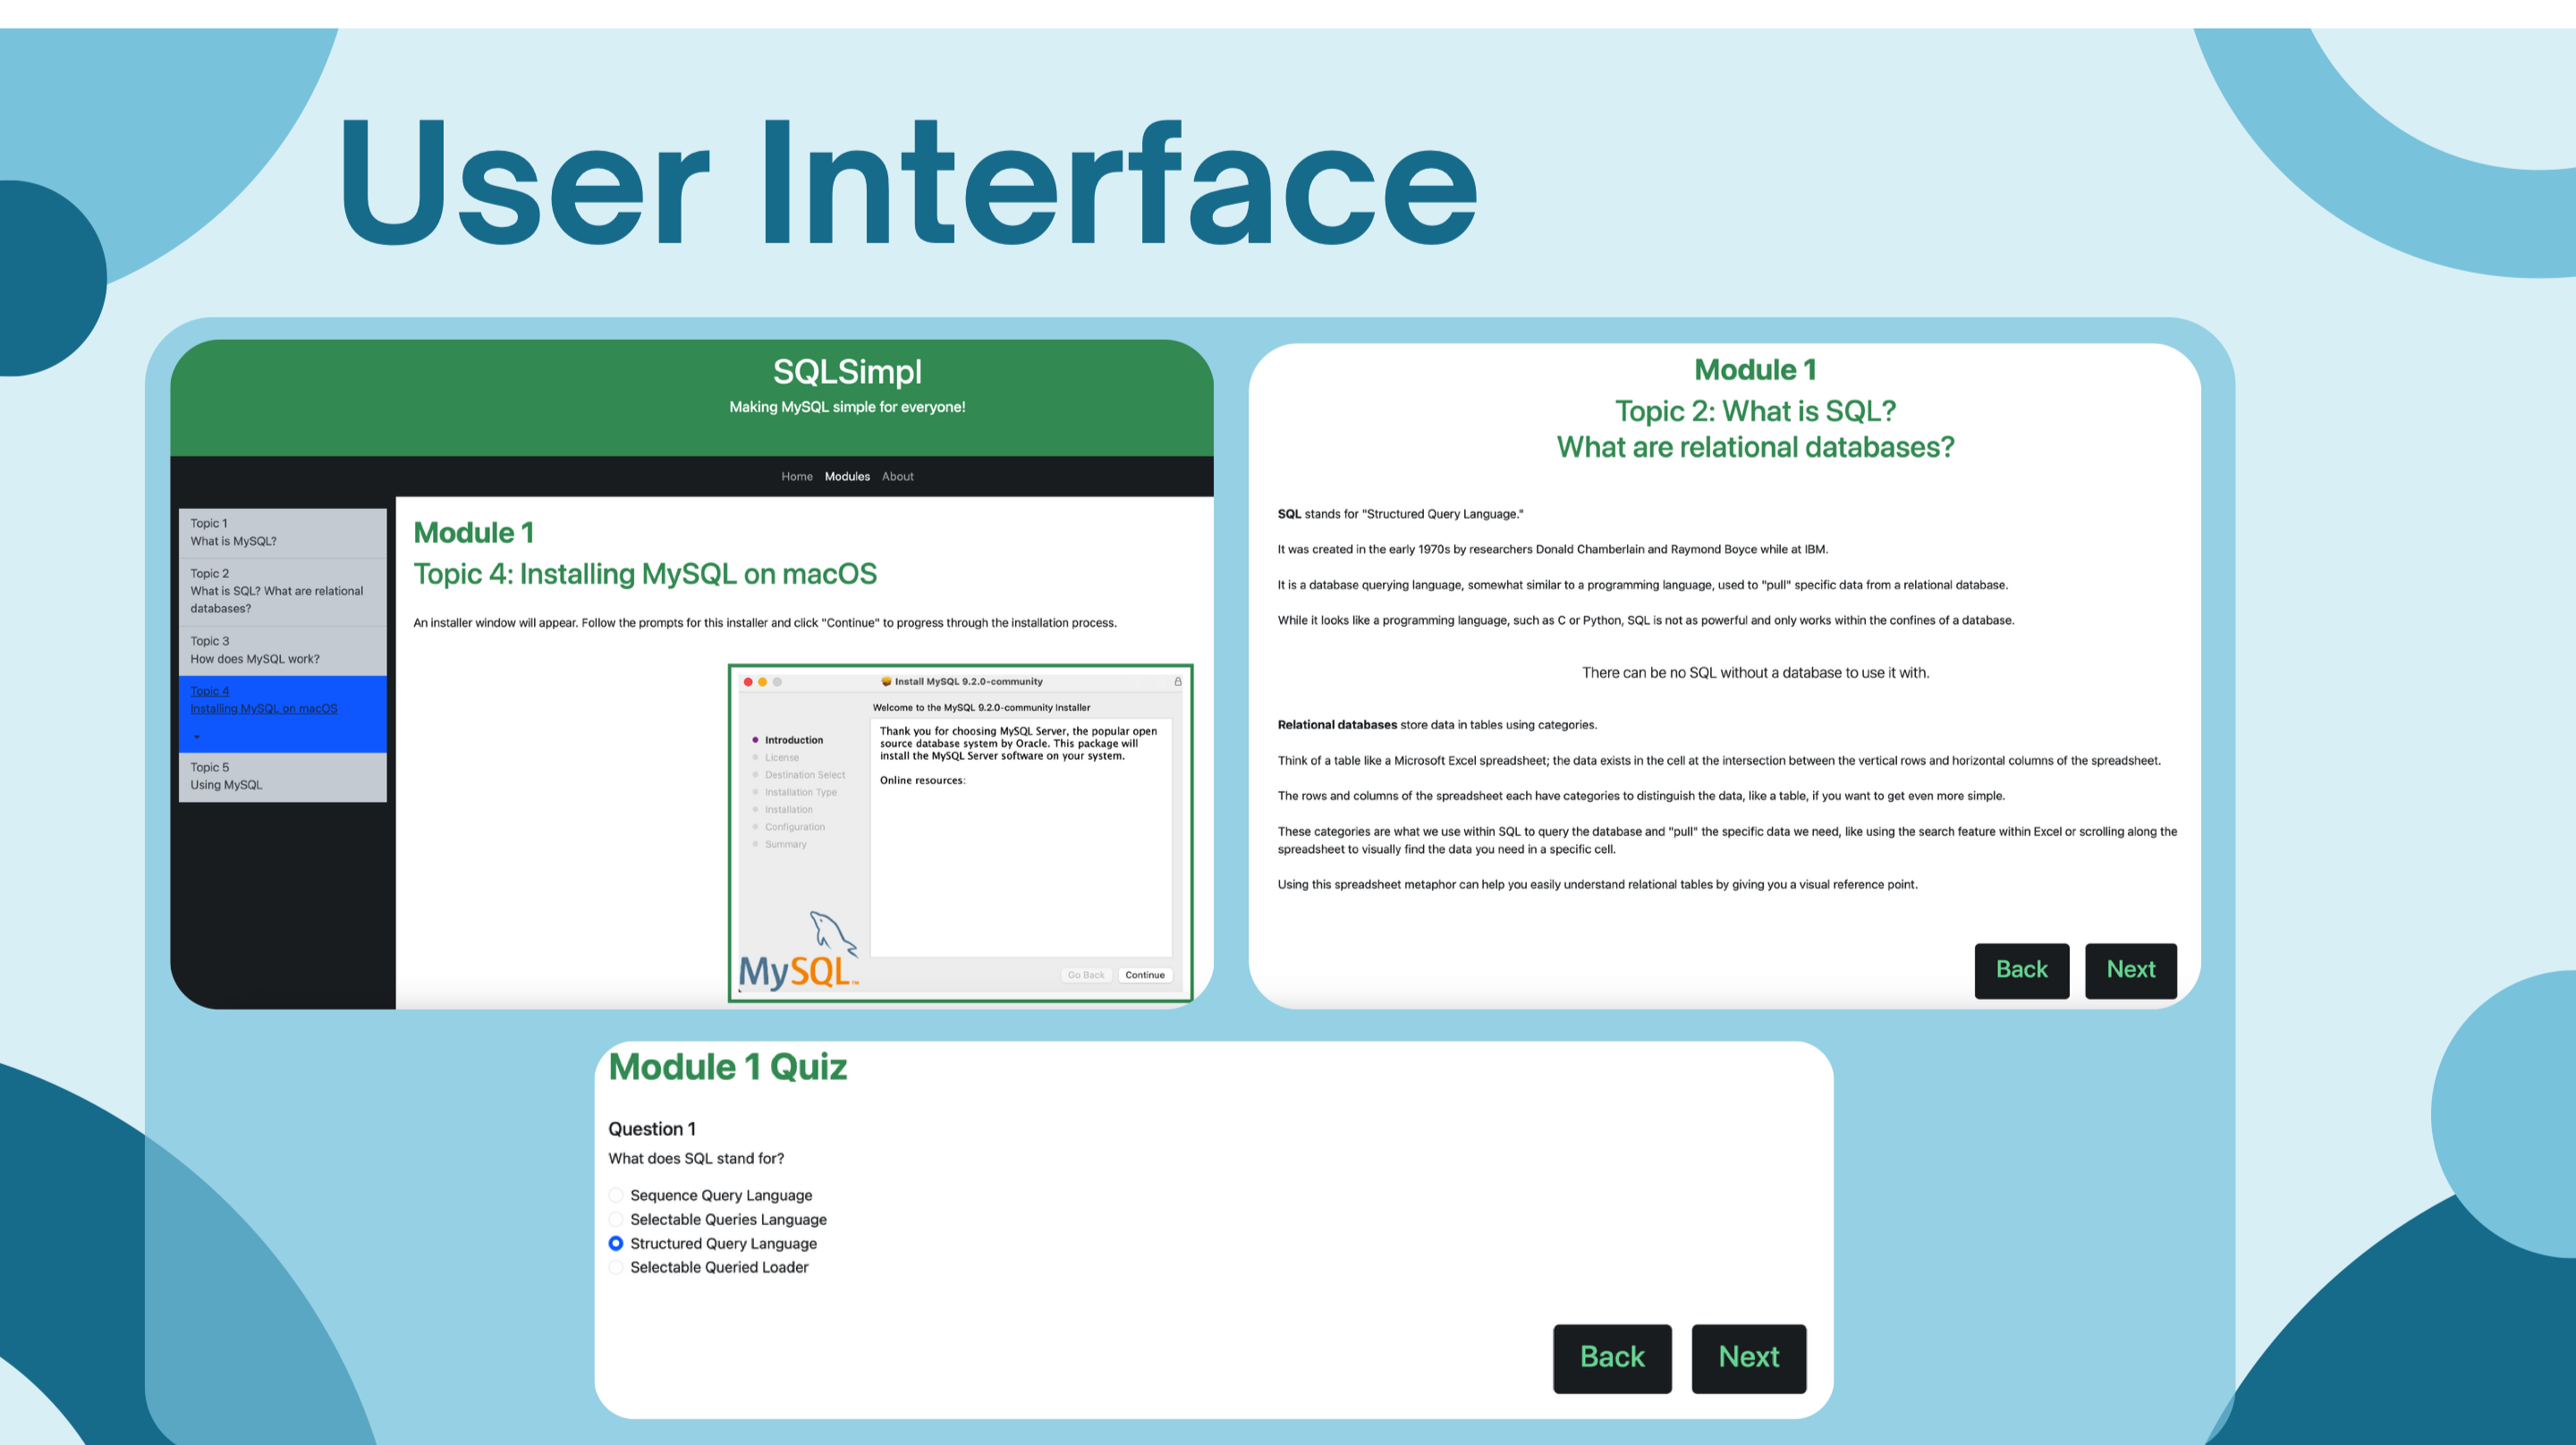 User Interface
SQLSimpl
Making MySQL simple for everyone!
Home Modules About
Topic 1
What is MySQL?
Topic 2
What is SQL? What are relational
databases?
Topic 3
How does MySQL work?
Topic 4
Installing MySQL on macOS
Topic 5
Using MySQL
Module 1
Topic 4: Installing MySQL on macOS
An installer window will appear. Follow the prompts for this installer and click "Continue" to progress through the installation process.
Install MySQL 9.2.0-community
Welcome to the MySQL 9.2.0-community Installer
Introduction
License
Destination Select
Installation Type
Installation
Configuration
Summary
Thank you for choosing MySQL Server, the popular open
source database system by Oracle. This package will
install the MySQL Server software on your system.
Online resources:
MySQL™
Go Back Continue
Module 1
Topic 2: What is SQL?
What are relational databases?
SQL stands for "Structured Query Language."
It was created in the early 1970s by researchers Donald Chamberlain and Raymond Boyce while at IBM.
It is a database querying language, somewhat similar to a programming language, used to "pull" specific data from a relational database.
While it looks like a programming language, such as C or Python, SQL is not as powerful and only works within the confines of a database.
There can be no SQL without a database to use it with.
Relational databases store data in tables using categories.
Think of a table like a Microsoft Excel spreadsheet; the data exists in the cell at the intersection between the vertical rows and horizontal columns of the spreadsheet.
The rows and columns of the spreadsheet each have categories to distinguish the data, like a table, if you want to get even more simple.
These categories are what we use within SQL to query the database and "pull" the specific data we need, like using the search feature within Excel or scrolling along the
spreadsheet to visually find the data you need in a specific cell.
Using this spreadsheet metaphor can help you easily understand relational tables by giving you a visual reference point.
Back Next
Module 1 Quiz
Question 1
What does SQL stand for?
Sequence Query Language
Selectable Queries Language
Structured Query Language
Selectable Queried Loader
Back Next